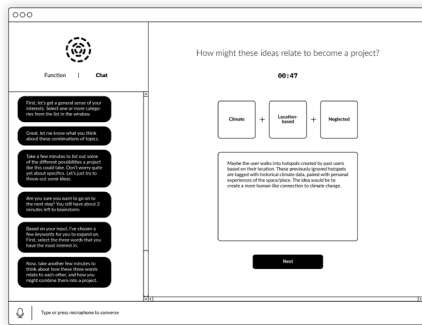 How might these ideas relate to become a project?
Function | Chat
00:47
First, let's get a general sense of your
interests. Select one or more catego-
ries from the list in the window.
Great, let me know what you think
about these combinations of topics.
Take a few minutes to list out some
of the different possibilities a project
like this could take. Don't worry quite
yet about specifics. Let's just try to
throw out some ideas.
Are you sure you want to go on to
the next step? You still have about 2
minutes left to brainstorm.
Based on your input, I've chosen a
few keywords for you to expand on.
First, select the three words that you
have the most interest in.
Now, take another few minutes to
think about how these three words
relate to each other, and how you
might combine them into a project.
Climate + Location-
based + Neglected
Maybe the user walks into hotspots created by past users
based on their location. These previously ignored hotspots
are tagged with historical climate data, paired with personal
experiences of the space/place. The idea would be to
create a more human-like connection to climate change.
Next
Type or press microphone to converse